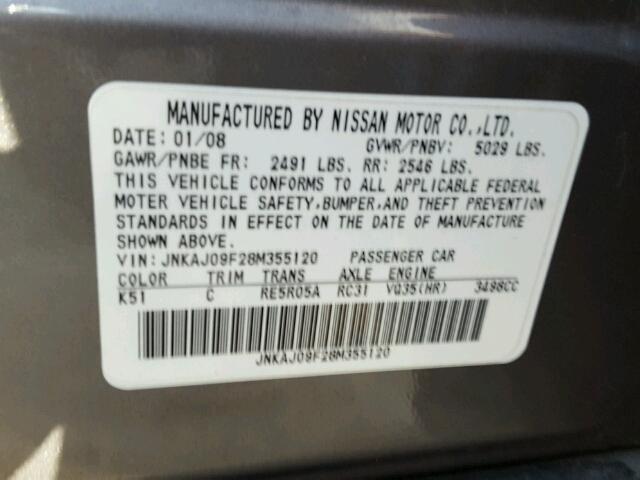 MANUFACTURED BY NISSAN MOTOR CO.,LTD.
DATE: 01/08 GVWR/PNBV: 5029 LBS.
GAWR/PNBE FR: 2491 LBS. RR: 2546 LBS.
THIS VEHICLE CONFORMS TO ALL APPLICABLE FEDERAL
MOTER VEHICLE SAFETY,BUMPER,AND THEFT PREVENTION
STANDARDS IN EFFECT ON THE DATE OF MANUFACTURE
SHOWN ABOVE.
VIN: JNKAJ09F28M355120 PASSENGER CAR
COLOR TRIM TRANS AXLE ENGINE
K51 C RE5R05A RC31 VQ35(HR) 3498CC
JNKAJ09F28M355120